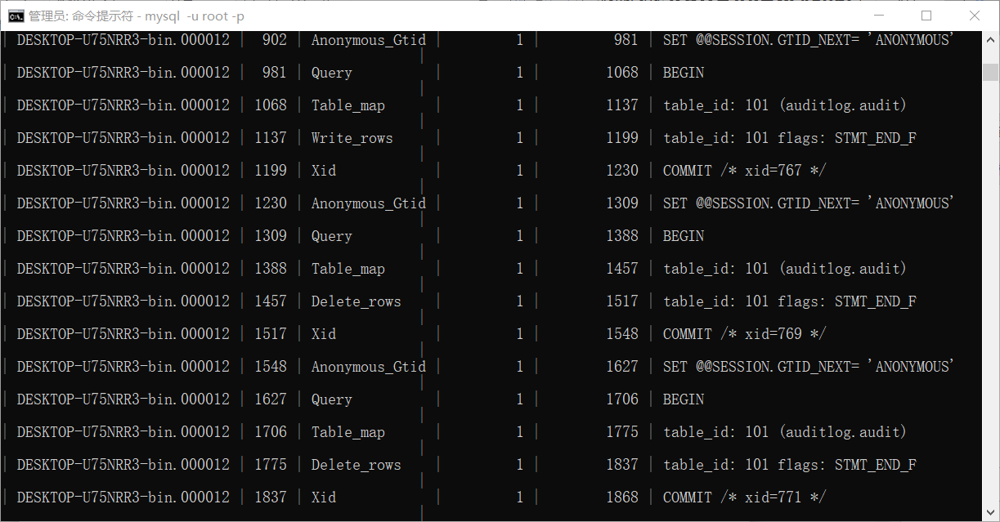 管理员: 命令提示符 - mysql  -u root -p
| DESKTOP-U75NRR3-bin.000012 |  902 | Anonymous_Gtid |         1 |         981 | SET @@SESSION.GTID_NEXT= 'ANONYMOUS'
| DESKTOP-U75NRR3-bin.000012 |  981 | Query          |         1 |        1068 | BEGIN
| DESKTOP-U75NRR3-bin.000012 | 1068 | Table_map      |         1 |        1137 | table_id: 101 (auditlog.audit)
| DESKTOP-U75NRR3-bin.000012 | 1137 | Write_rows     |         1 |        1199 | table_id: 101 flags: STMT_END_F
| DESKTOP-U75NRR3-bin.000012 | 1199 | Xid            |         1 |        1230 | COMMIT /* xid=767 */
| DESKTOP-U75NRR3-bin.000012 | 1230 | Anonymous_Gtid |         1 |        1309 | SET @@SESSION.GTID_NEXT= 'ANONYMOUS'
| DESKTOP-U75NRR3-bin.000012 | 1309 | Query          |         1 |        1388 | BEGIN
| DESKTOP-U75NRR3-bin.000012 | 1388 | Table_map      |         1 |        1457 | table_id: 101 (auditlog.audit)
| DESKTOP-U75NRR3-bin.000012 | 1457 | Delete_rows    |         1 |        1517 | table_id: 101 flags: STMT_END_F
| DESKTOP-U75NRR3-bin.000012 | 1517 | Xid            |         1 |        1548 | COMMIT /* xid=769 */
| DESKTOP-U75NRR3-bin.000012 | 1548 | Anonymous_Gtid |         1 |        1627 | SET @@SESSION.GTID_NEXT= 'ANONYMOUS'
| DESKTOP-U75NRR3-bin.000012 | 1627 | Query          |         1 |        1706 | BEGIN
| DESKTOP-U75NRR3-bin.000012 | 1706 | Table_map      |         1 |        1775 | table_id: 101 (auditlog.audit)
| DESKTOP-U75NRR3-bin.000012 | 1775 | Delete_rows    |         1 |        1837 | table_id: 101 flags: STMT_END_F
| DESKTOP-U75NRR3-bin.000012 | 1837 | Xid            |         1 |        1868 | COMMIT /* xid=771 */